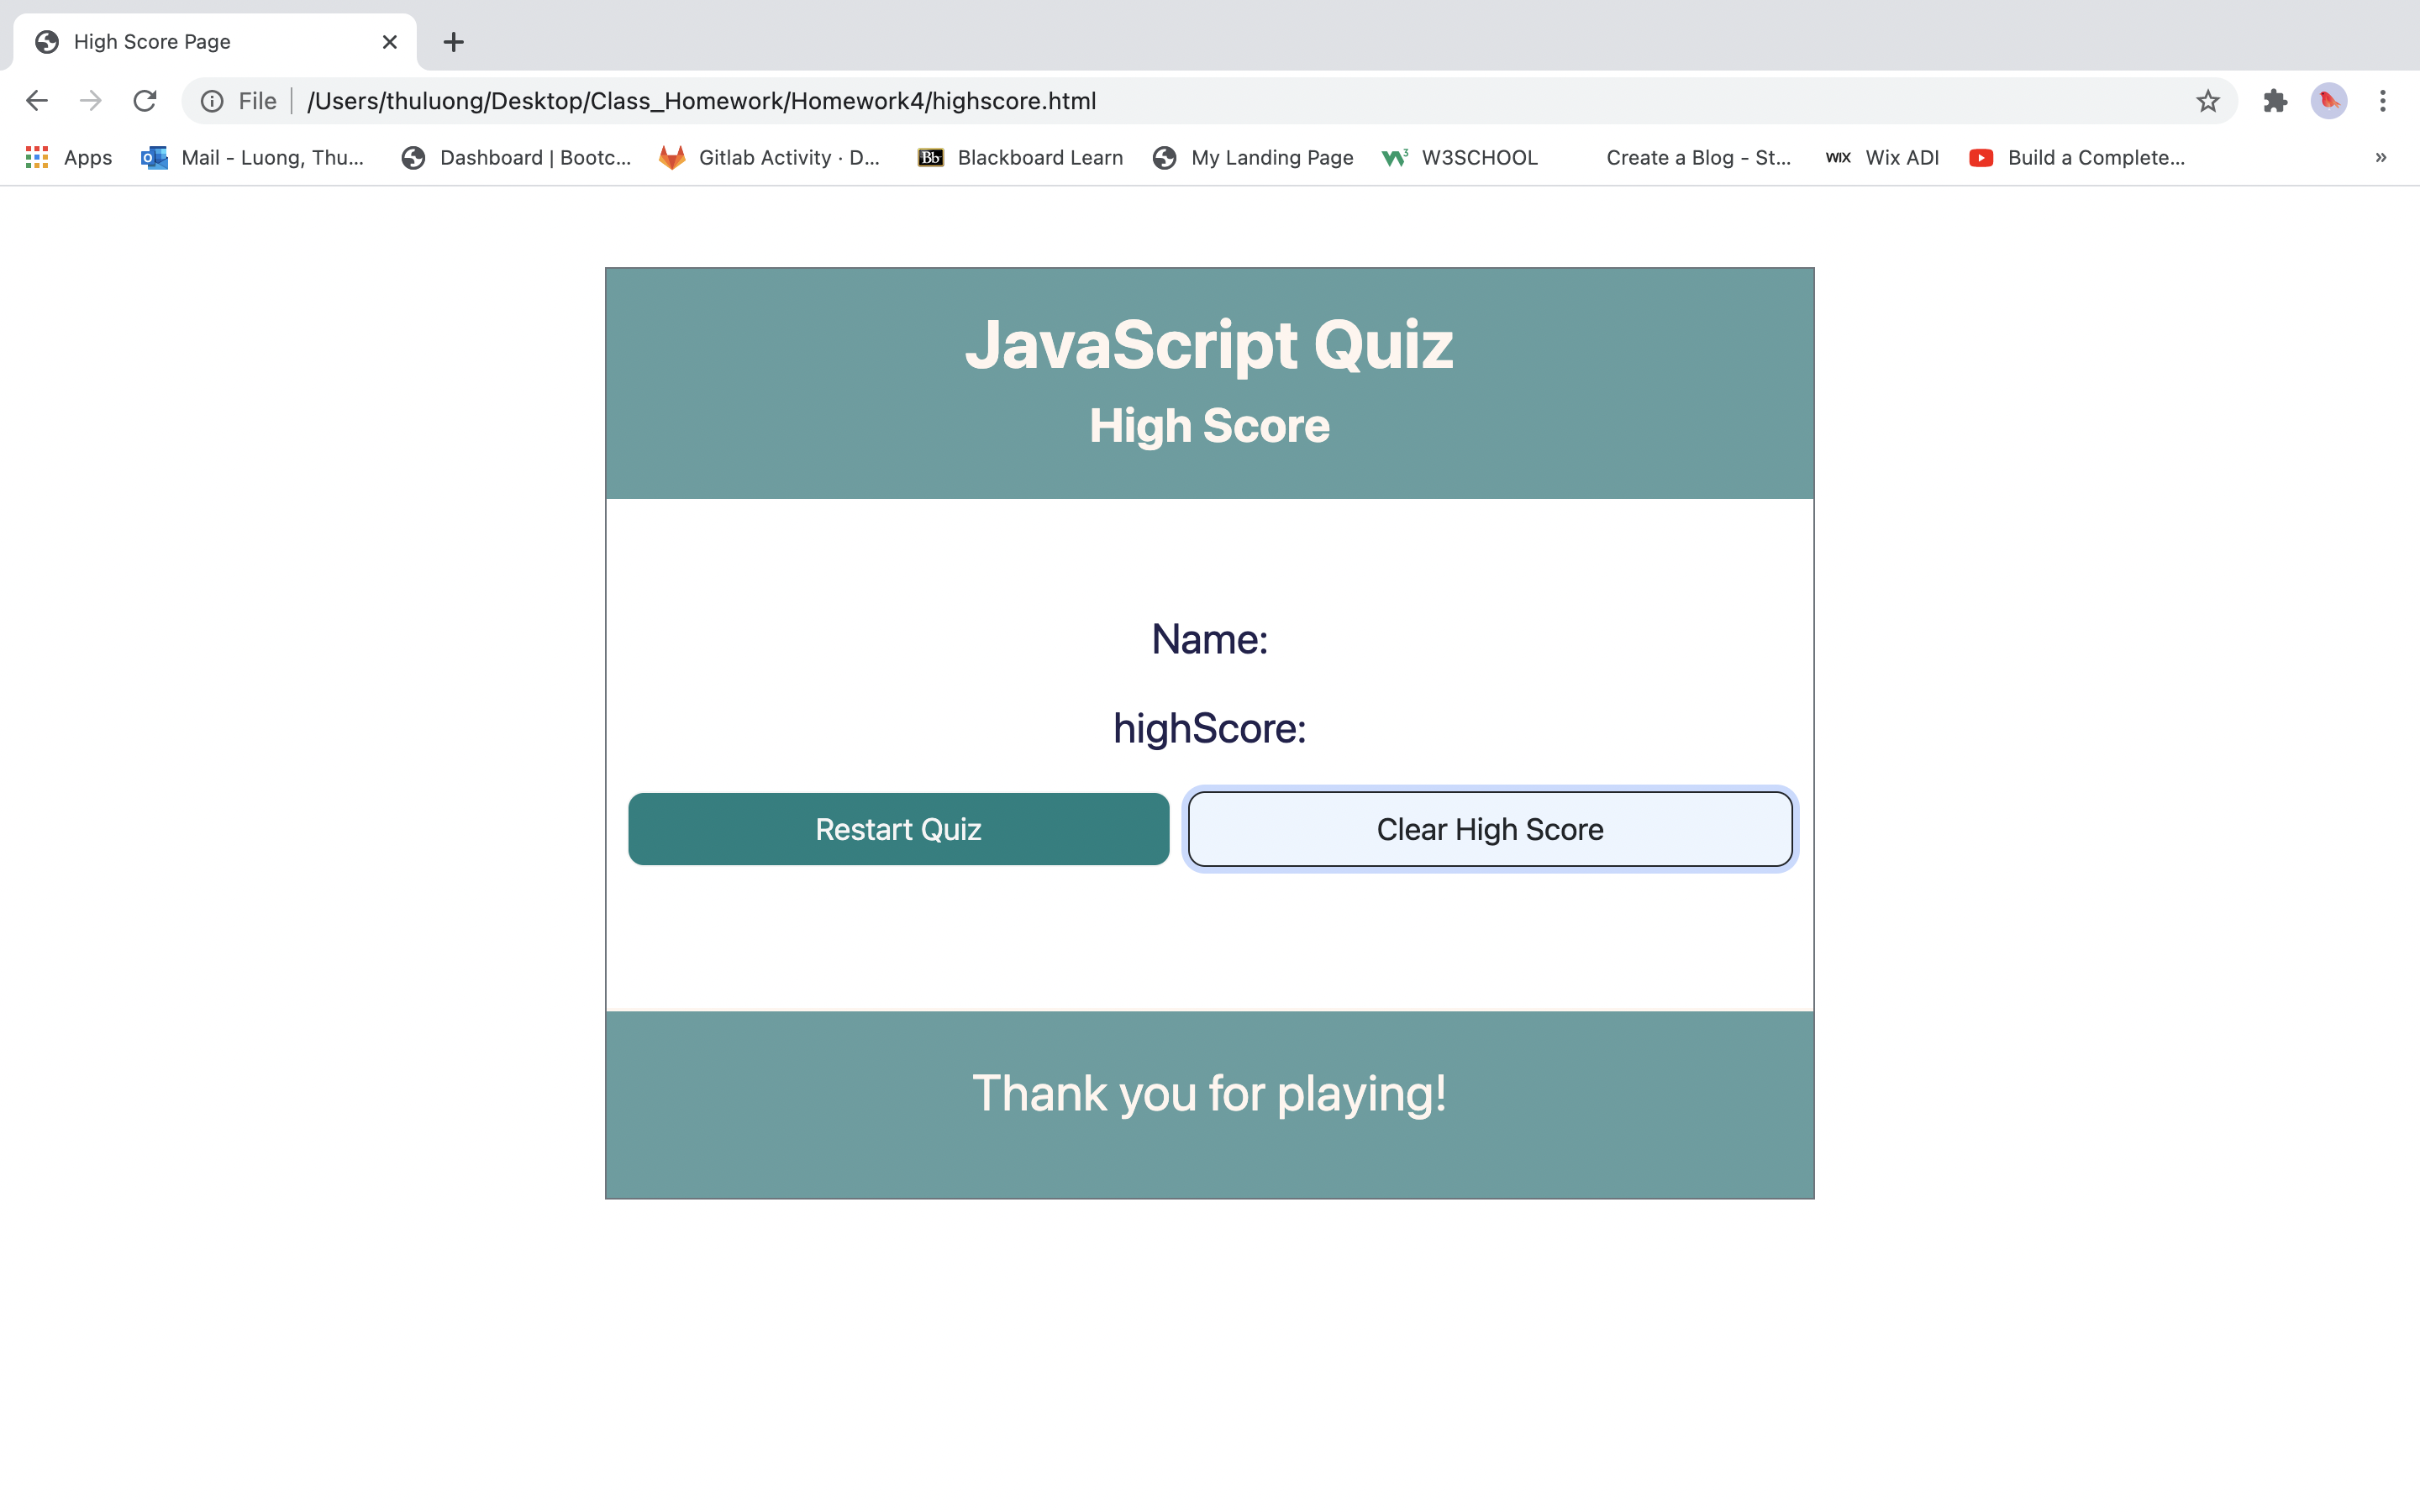 High Score Page
File | /Users/thuluong/Desktop/Class_Homework/Homework4/highscore.html
Apps Mail - Luong, Thu... Dashboard | Bootc... Gitlab Activity · D... Bb Blackboard Learn My Landing Page W3SCHOOL Create a Blog - St... WIX Wix ADI Build a Complete... »
JavaScript Quiz
High Score
Name:
highScore:
Restart Quiz Clear High Score
Thank you for playing!